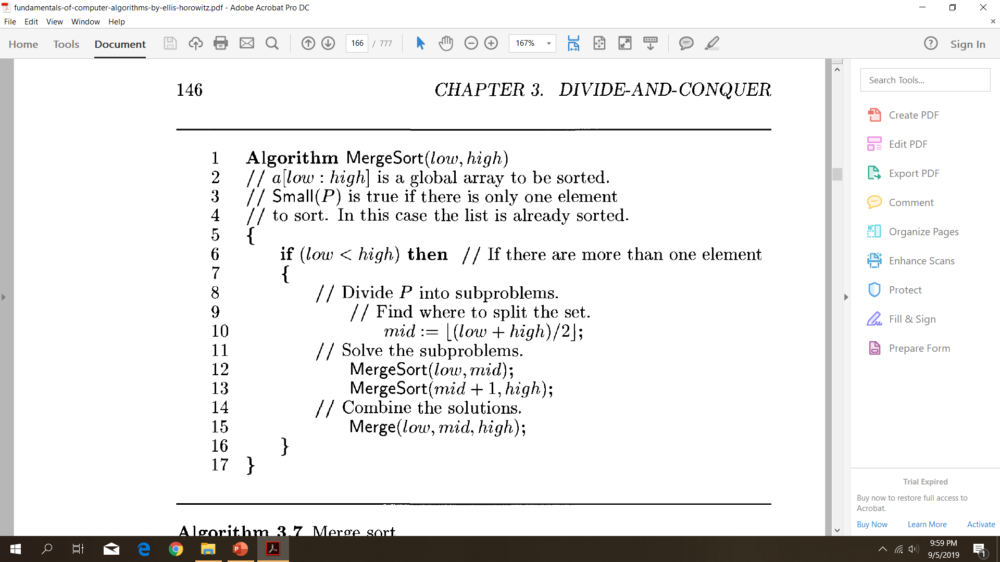 fundamentals-of-computer-algorithms-by-ellis-horowitz.pdf - Adobe Acrobat Pro DC
File Edit View Window Help
Home Tools Document 166 / 777 167% Sign In
146 CHAPTER 3. DIVIDE-AND-CONQUER
1 Algorithm MergeSort(low, high)
2 // a[low : high] is a global array to be sorted.
3 // Small(P) is true if there is only one element
4 // to sort. In this case the list is already sorted.
5 {
6 if (low < high) then // If there are more than one element
7 {
8 // Divide P into subproblems.
9 // Find where to split the set.
10 mid := ⌊(low + high)/2⌋;
11 // Solve the subproblems.
12 MergeSort(low, mid);
13 MergeSort(mid + 1, high);
14 // Combine the solutions.
15 Merge(low, mid, high);
16 }
17 }
Algorithm 3.7 Merge sort
Search Tools...
Create PDF
Edit PDF
Export PDF
Comment
Organize Pages
Enhance Scans
Protect
Fill & Sign
Prepare Form
Trial Expired
Buy now to restore full access to
Acrobat.
Buy Now Learn More Activate
9:59 PM
9/5/2019
1